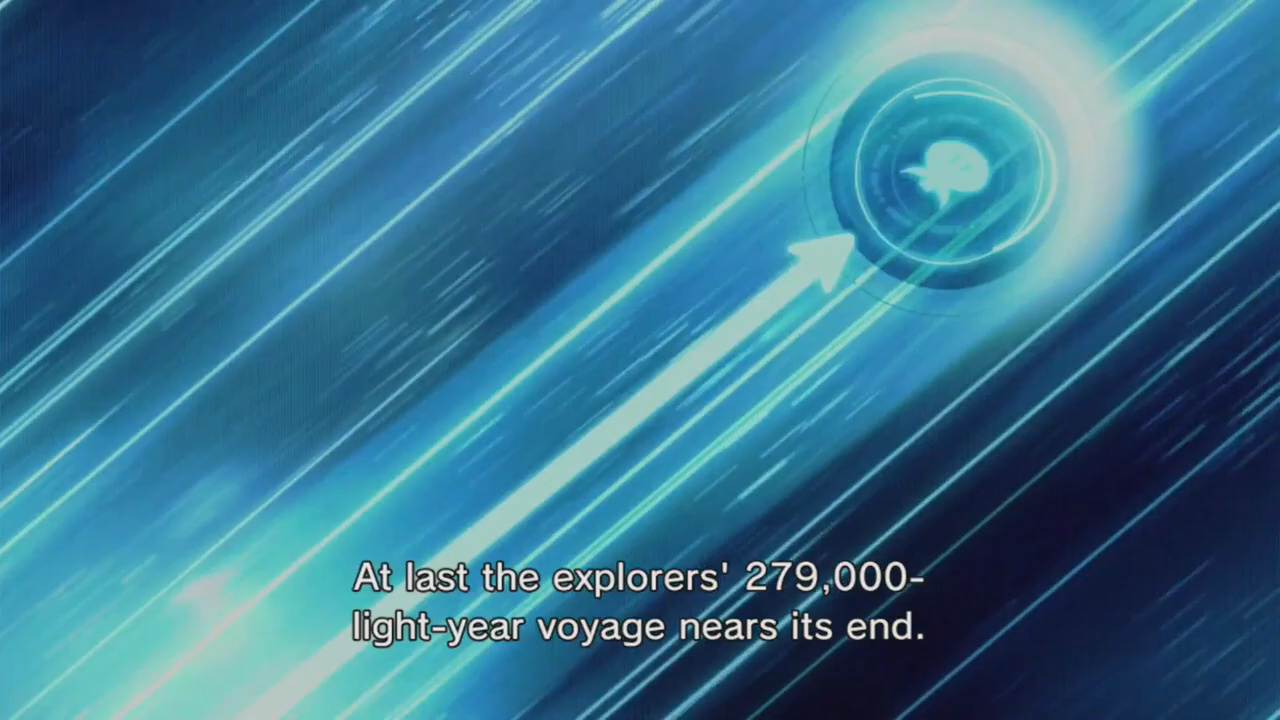 At last the explorers' 279,000-
light-year voyage nears its end.